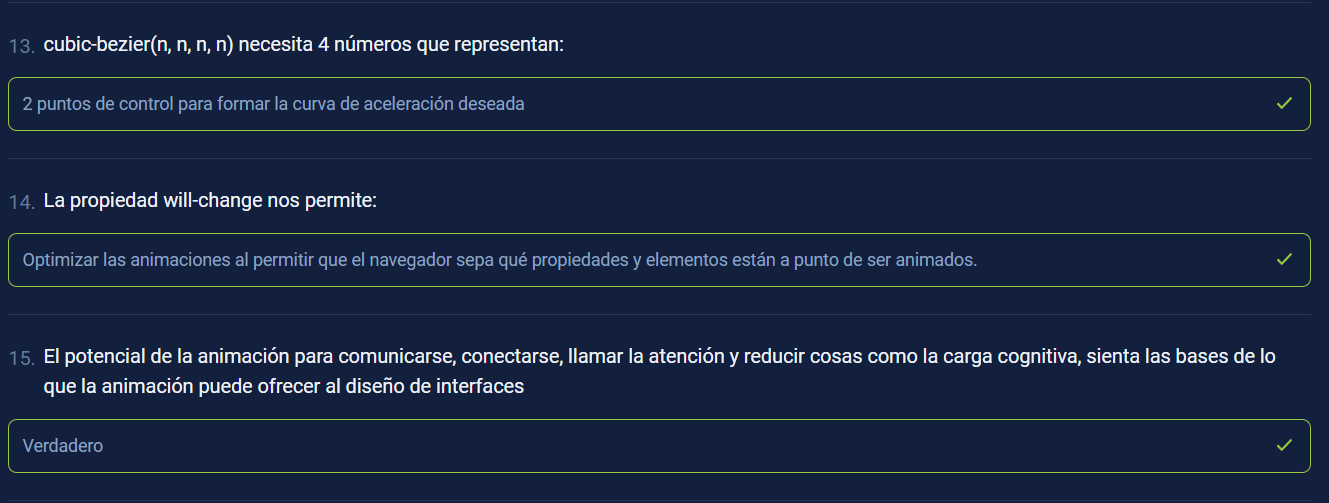 13. cubic-bezier(n, n, n, n) necesita 4 números que representan:
2 puntos de control para formar la curva de aceleración deseada
14. La propiedad will-change nos permite:
Optimizar las animaciones al permitir que el navegador sepa qué propiedades y elementos están a punto de ser animados.
15. El potencial de la animación para comunicarse, conectarse, llamar la atención y reducir cosas como la carga cognitiva, sienta las bases de lo
que la animación puede ofrecer al diseño de interfaces
Verdadero